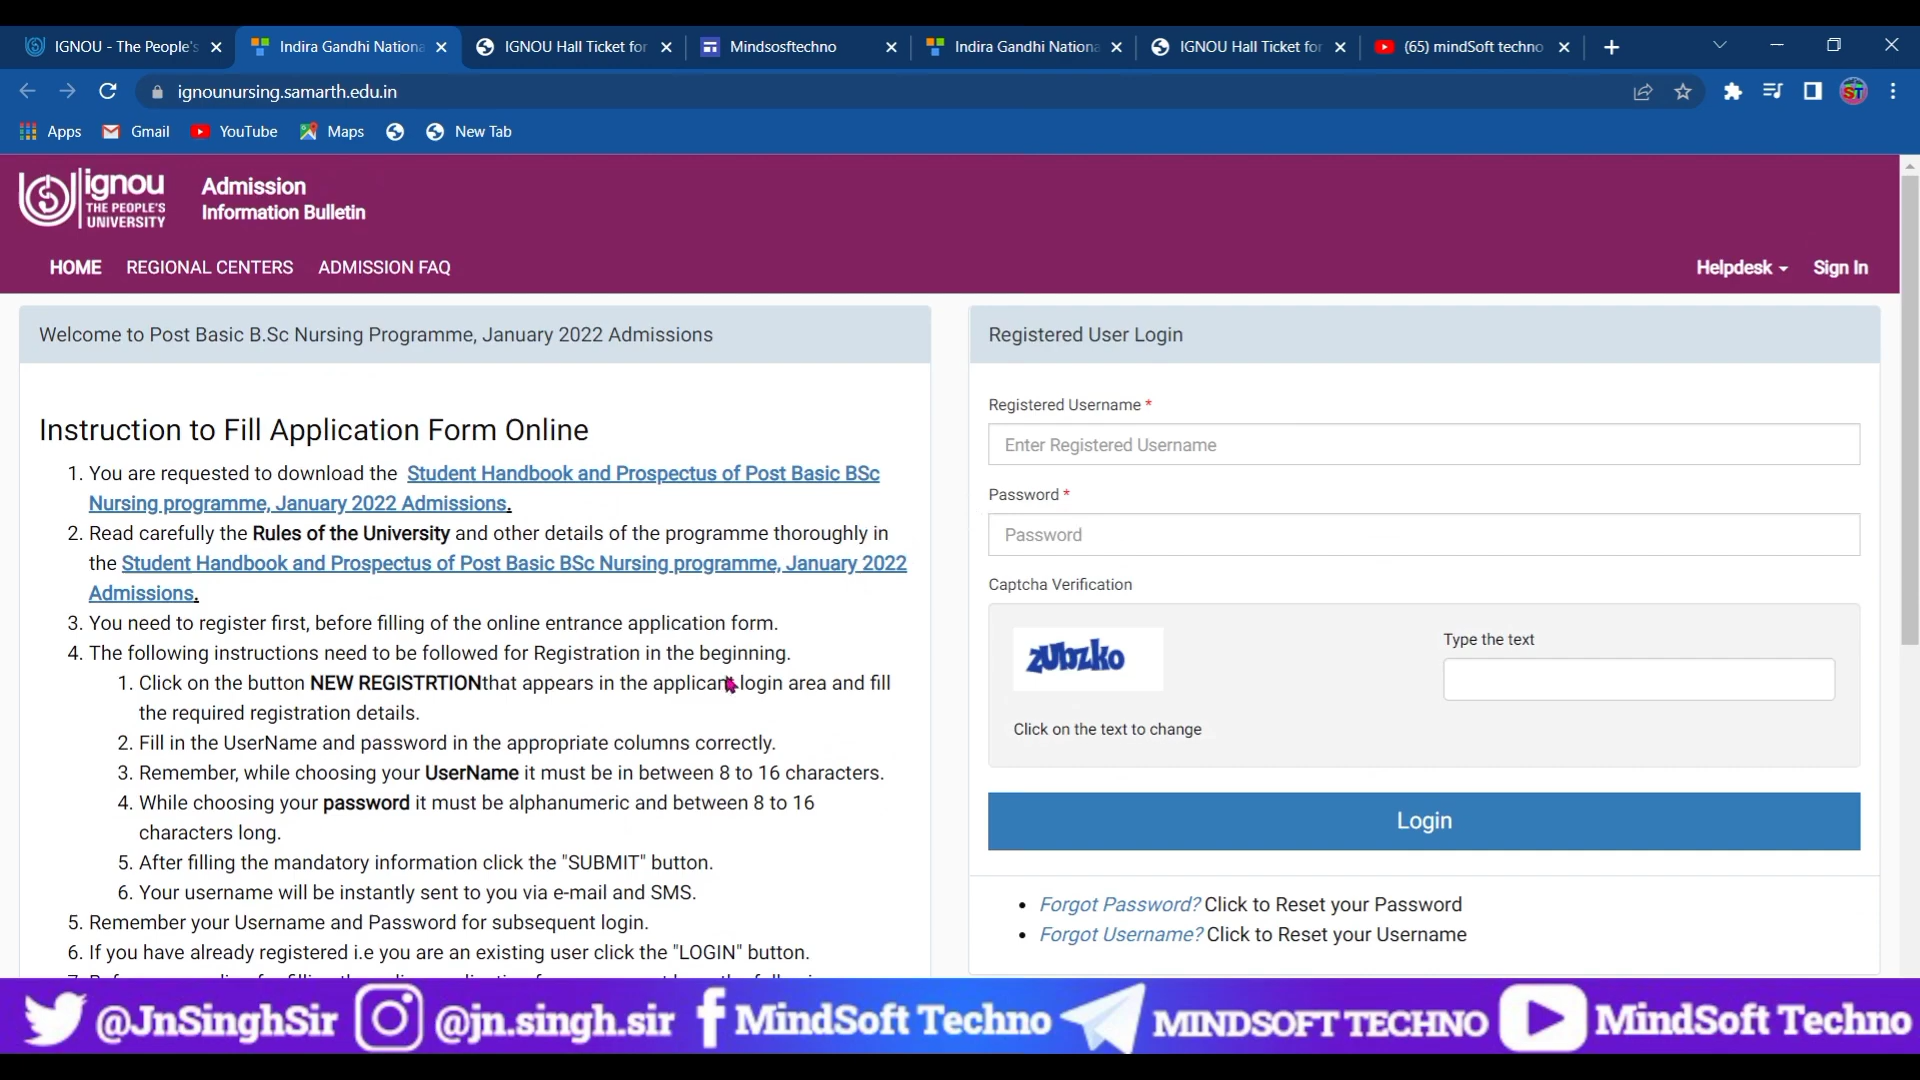 IGNOU - The People's
Indira Gandhi Nationa
IGNOU Hall Ticket for
Mindsosftechno
Indira Gandhi Nationa
IGNOU Hall Ticket for
(65) mindSoft techno
ignounursing.samarth.edu.in
ST
Apps
Gmail
YouTube
Maps
New Tab
ignou
THE PEOPLE'S
UNIVERSITY
Admission
Information Bulletin
HOME
REGIONAL CENTERS
ADMISSION FAQ
Helpdesk
Sign In
Welcome to Post Basic B.Sc Nursing Programme, January 2022 Admissions
Instruction to Fill Application Form Online
1. You are requested to download the Student Handbook and Prospectus of Post Basic BSc
Nursing programme, January 2022 Admissions.
2. Read carefully the Rules of the University and other details of the programme thoroughly in
the Student Handbook and Prospectus of Post Basic BSc Nursing programme, January 2022
Admissions.
3. You need to register first, before filling of the online entrance application form.
4. The following instructions need to be followed for Registration in the beginning.
1. Click on the button NEW REGISTRTIONthat appears in the applicant login area and fill
the required registration details.
2. Fill in the UserName and password in the appropriate columns correctly.
3. Remember, while choosing your UserName it must be in between 8 to 16 characters.
4. While choosing your password it must be alphanumeric and between 8 to 16
characters long.
5. After filling the mandatory information click the "SUBMIT" button.
6. Your username will be instantly sent to you via e-mail and SMS.
5. Remember your Username and Password for subsequent login.
6. If you have already registered i.e you are an existing user click the "LOGIN" button.
Registered User Login
Registered Username *
Enter Registered Username
Password *
Password
Captcha Verification
zubzko
Type the text
Click on the text to change
Login
Forgot Password? Click to Reset your Password
Forgot Username? Click to Reset your Username
@JnSinghSir
@jn.singh.sir
MindSoft Techno
MINDSOFT TECHNO
MindSoft Techno